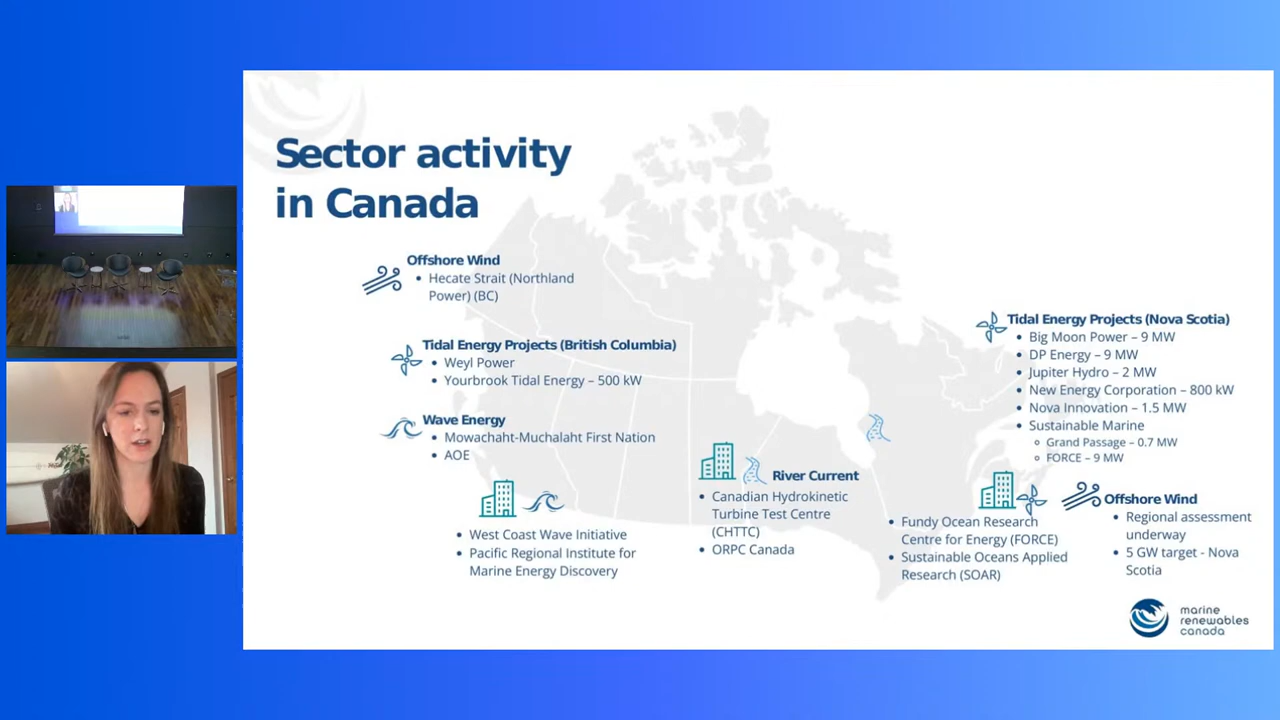 Sector activity
in Canada
Offshore Wind
• Hecate Strait (Northland
Power) (BC)
Tidal Energy Projects (British Columbia)
• Weyl Power
• Yourbrook Tidal Energy – 500 kW
Wave Energy
• Mowachaht-Muchalaht First Nation
• AOE
• West Coast Wave Initiative
• Pacific Regional Institute for
Marine Energy Discovery
River Current
• Canadian Hydrokinetic
Turbine Test Centre
(CHTTC)
• ORPC Canada
Tidal Energy Projects (Nova Scotia)
• Big Moon Power – 9 MW
• DP Energy – 9 MW
• Jupiter Hydro – 2 MW
• New Energy Corporation – 800 kW
• Nova Innovation – 1.5 MW
• Sustainable Marine
○ Grand Passage – 0.7 MW
○ FORCE – 9 MW
• Fundy Ocean Research
Centre for Energy (FORCE)
• Sustainable Oceans Applied
Research (SOAR)
Offshore Wind
• Regional assessment
underway
• 5 GW target - Nova
Scotia
marine
renewables
canada